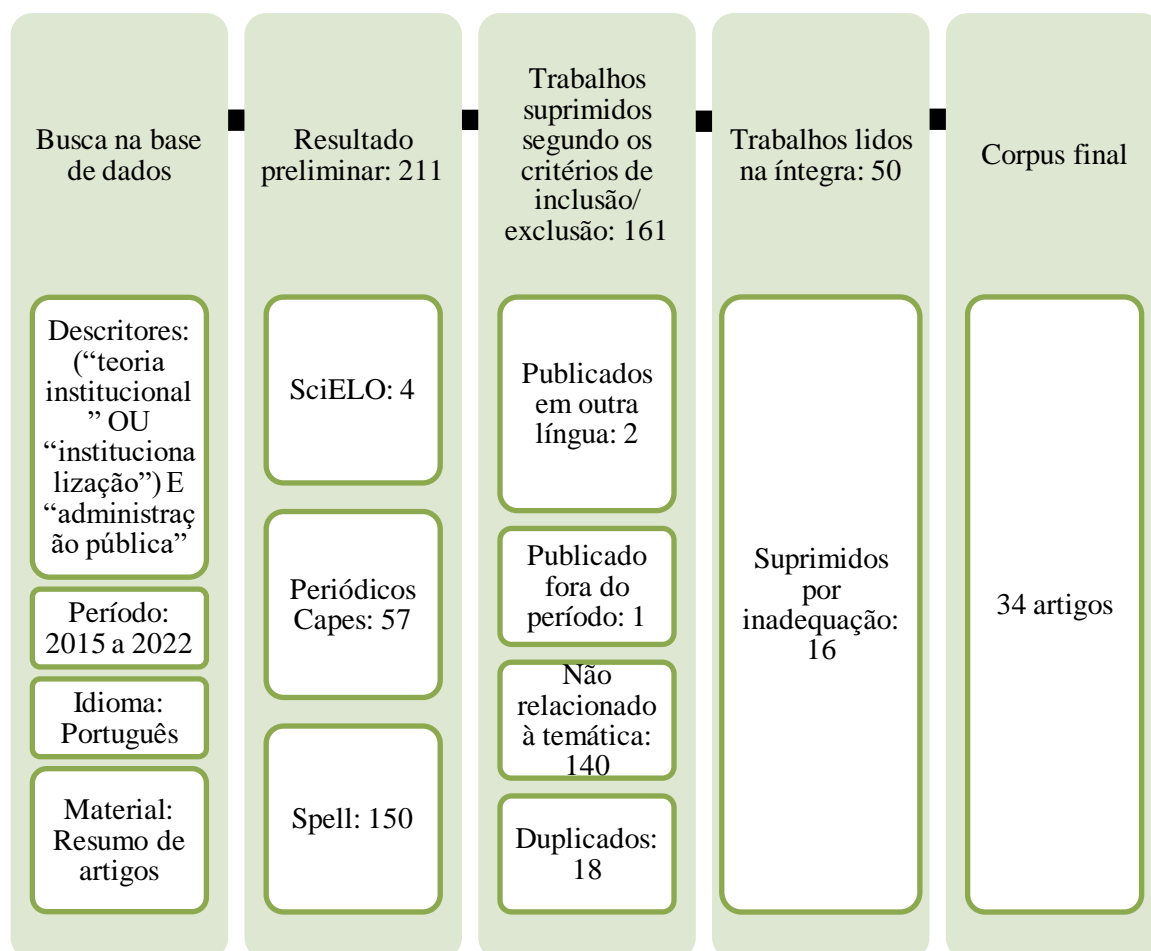 Busca na base
de dados
Descritores:
(“teoria
institucional
” OU
“instituciona
lização”) E
“administraç
ão pública”
Período:
2015 a 2022
Idioma:
Português
Material:
Resumo de
artigos
Resultado
preliminar: 211
SciELO: 4
Periódicos
Capes: 57
Spell: 150
Trabalhos
suprimidos
segundo os
critérios de
inclusão/
exclusão: 161
Publicados
em outra
língua: 2
Publicado
fora do
período: 1
Não
relacionado
à temática:
140
Duplicados:
18
Trabalhos lidos
na íntegra: 50
Suprimidos
por
inadequação:
16
Corpus final
34 artigos